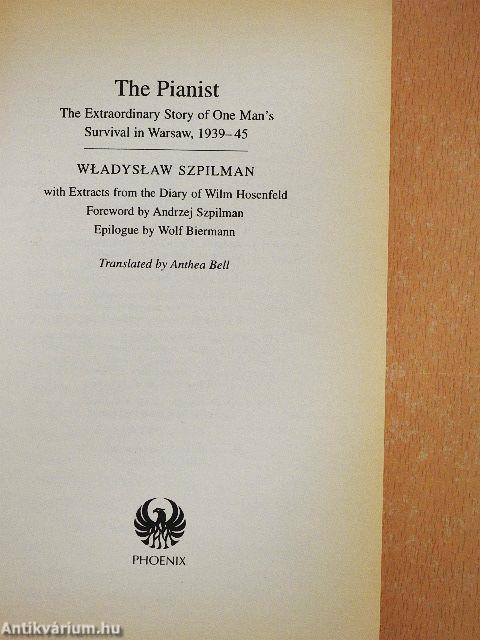 The Pianist
The Extraordinary Story of One Man's
Survival in Warsaw, 1939–45
WŁADYSŁAW SZPILMAN
with Extracts from the Diary of Wilm Hosenfeld
Foreword by Andrzej Szpilman
Epilogue by Wolf Biermann
Translated by Anthea Bell
PHOENIX
Antikvárium.hu